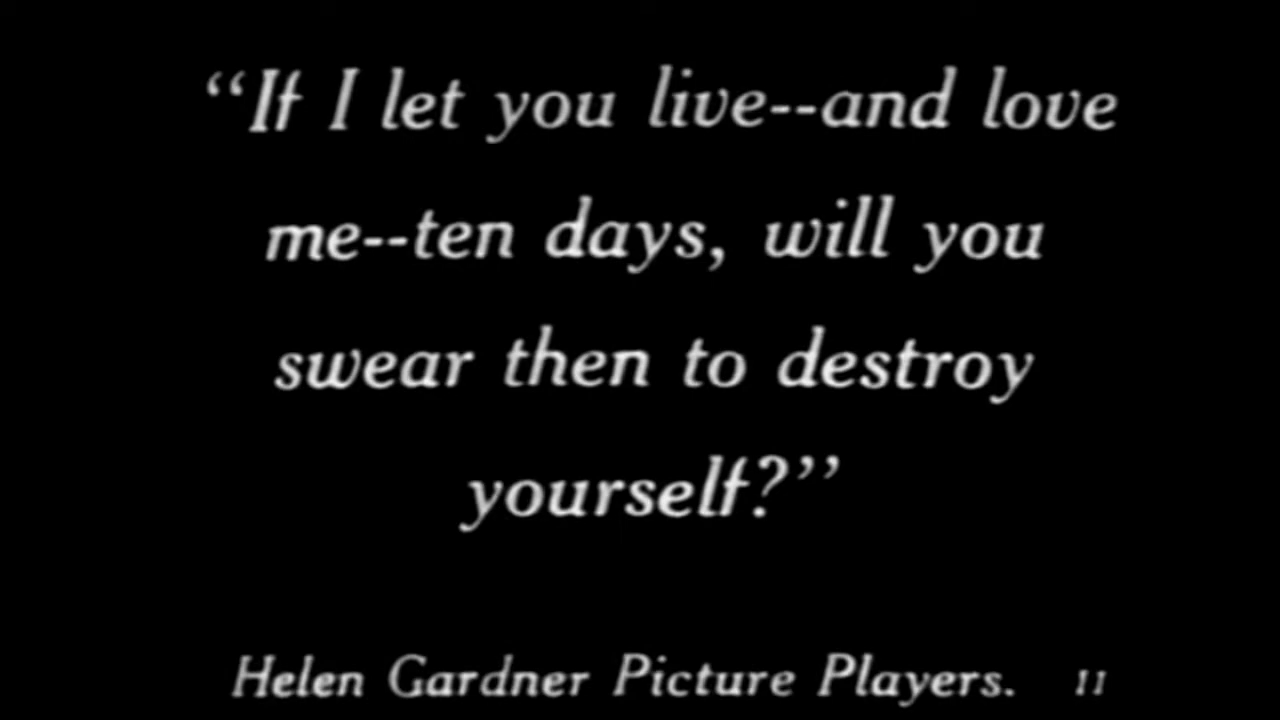 ‘‘If I let you live--and love
me--ten days, will you
swear then to destroy
yourself?’’
Helen Gardner Picture Players. 11